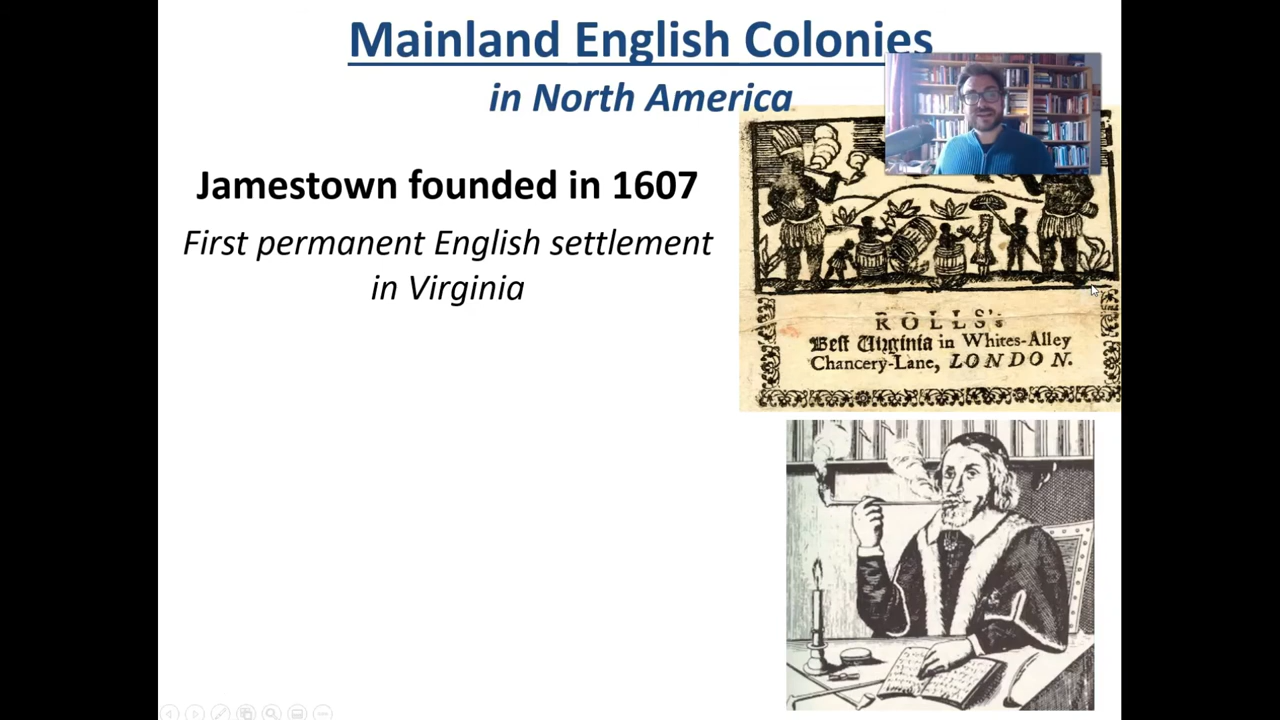 Mainland English Colonies
in North America
Jamestown founded in 1607
First permanent English settlement
in Virginia
ROLLS's
Best Virginia in Whites-Alley
Chancery-Lane, LONDON.